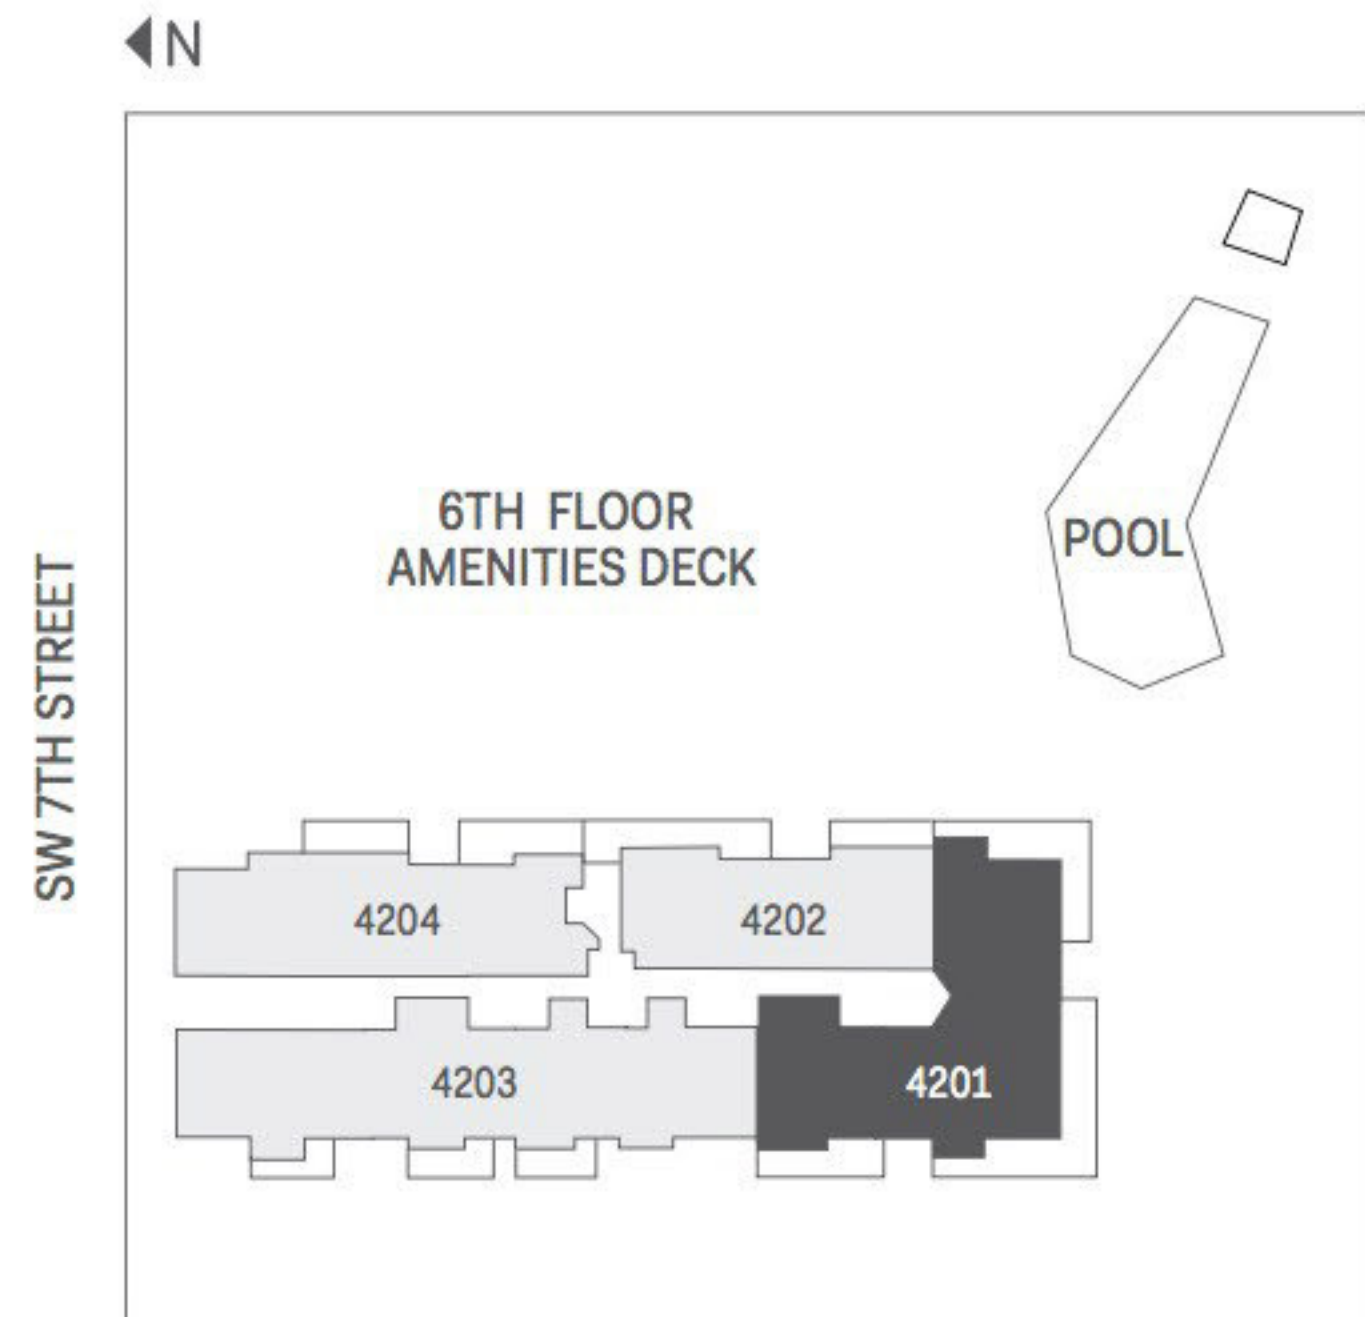 N
6TH FLOOR
AMENITIES DECK
POOL
SW 7TH STREET
4204
4202
4203
4201